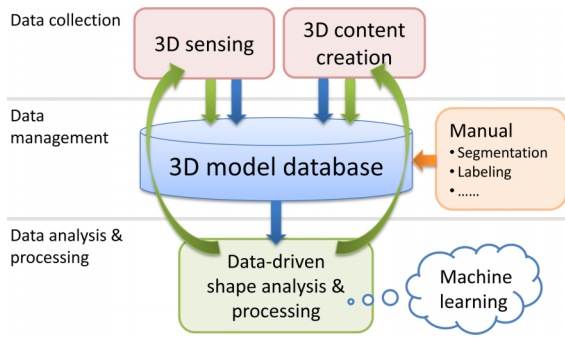 Data collection
3D sensing
3D content
creation
Data
management
3D model database
Manual
• Segmentation
• Labeling
• ......
Data analysis &
processing
Data-driven
shape analysis &
processing
Machine
learning